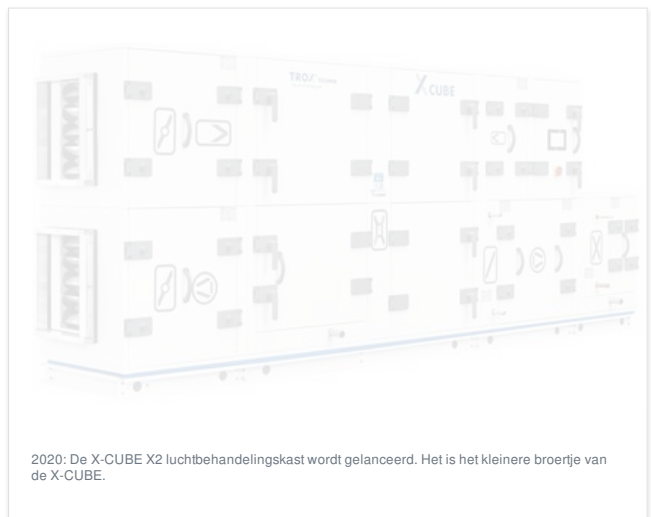 TROX
X CUBE
2020: De X-CUBE X2 luchtbehandelingskast wordt gelanceerd. Het is het kleinere broertje van
de X-CUBE.